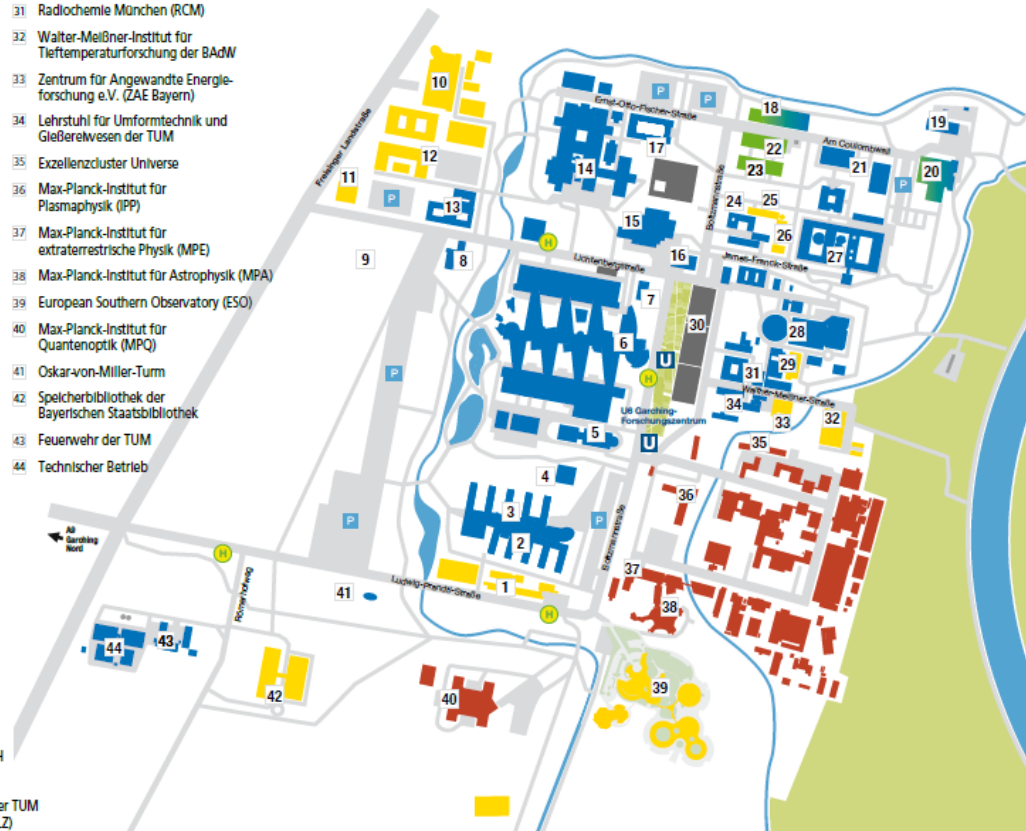 31 Radiochemie München (RCM)
32 Walter-Meißner-Institut für
Tieftemperaturforschung der BAdW
33 Zentrum für Angewandte Energie-
forschung e.V. (ZAE Bayern)
34 Lehrstuhl für Umformtechnik und
Gießereiwesen der TUM
35 Exzellenzcluster Universe
36 Max-Planck-Institut für
Plasmaphysik (IPP)
37 Max-Planck-Institut für
extraterrestrische Physik (MPE)
38 Max-Planck-Institut für Astrophysik (MPA)
39 European Southern Observatory (ESO)
40 Max-Planck-Institut für
Quantenoptik (MPQ)
41 Oskar-von-Miller-Turm
42 Speicherbibliothek der
Bayerischen Staatsbibliothek
43 Feuerwehr der TUM
44 Technischer Betrieb
H
er TUM
LZ)
10
P
P
Ernst-Otto-Fischer-Straße
18
19
Am Coulombwall
Freisinger Landstraße
12
17
22
14
23
21
20
11
P
13
P
24
25
15
Boltzmannstraße
26
H
9
8
16
27
Lichtenbergstraße
James-Franck-Straße
7
30
28
6
U
29
P
H
31
Walther-Meißner-Straße
34
U6 Garching-
Forschungszentrum
33
32
5
U
35
4
36
3
P
P
A9
Garching
Nord
2
Boltzmannstraße
H
37
Römerhofweg
41
Ludwig-Prandtl-Straße
1
H
38
44
43
42
40
39